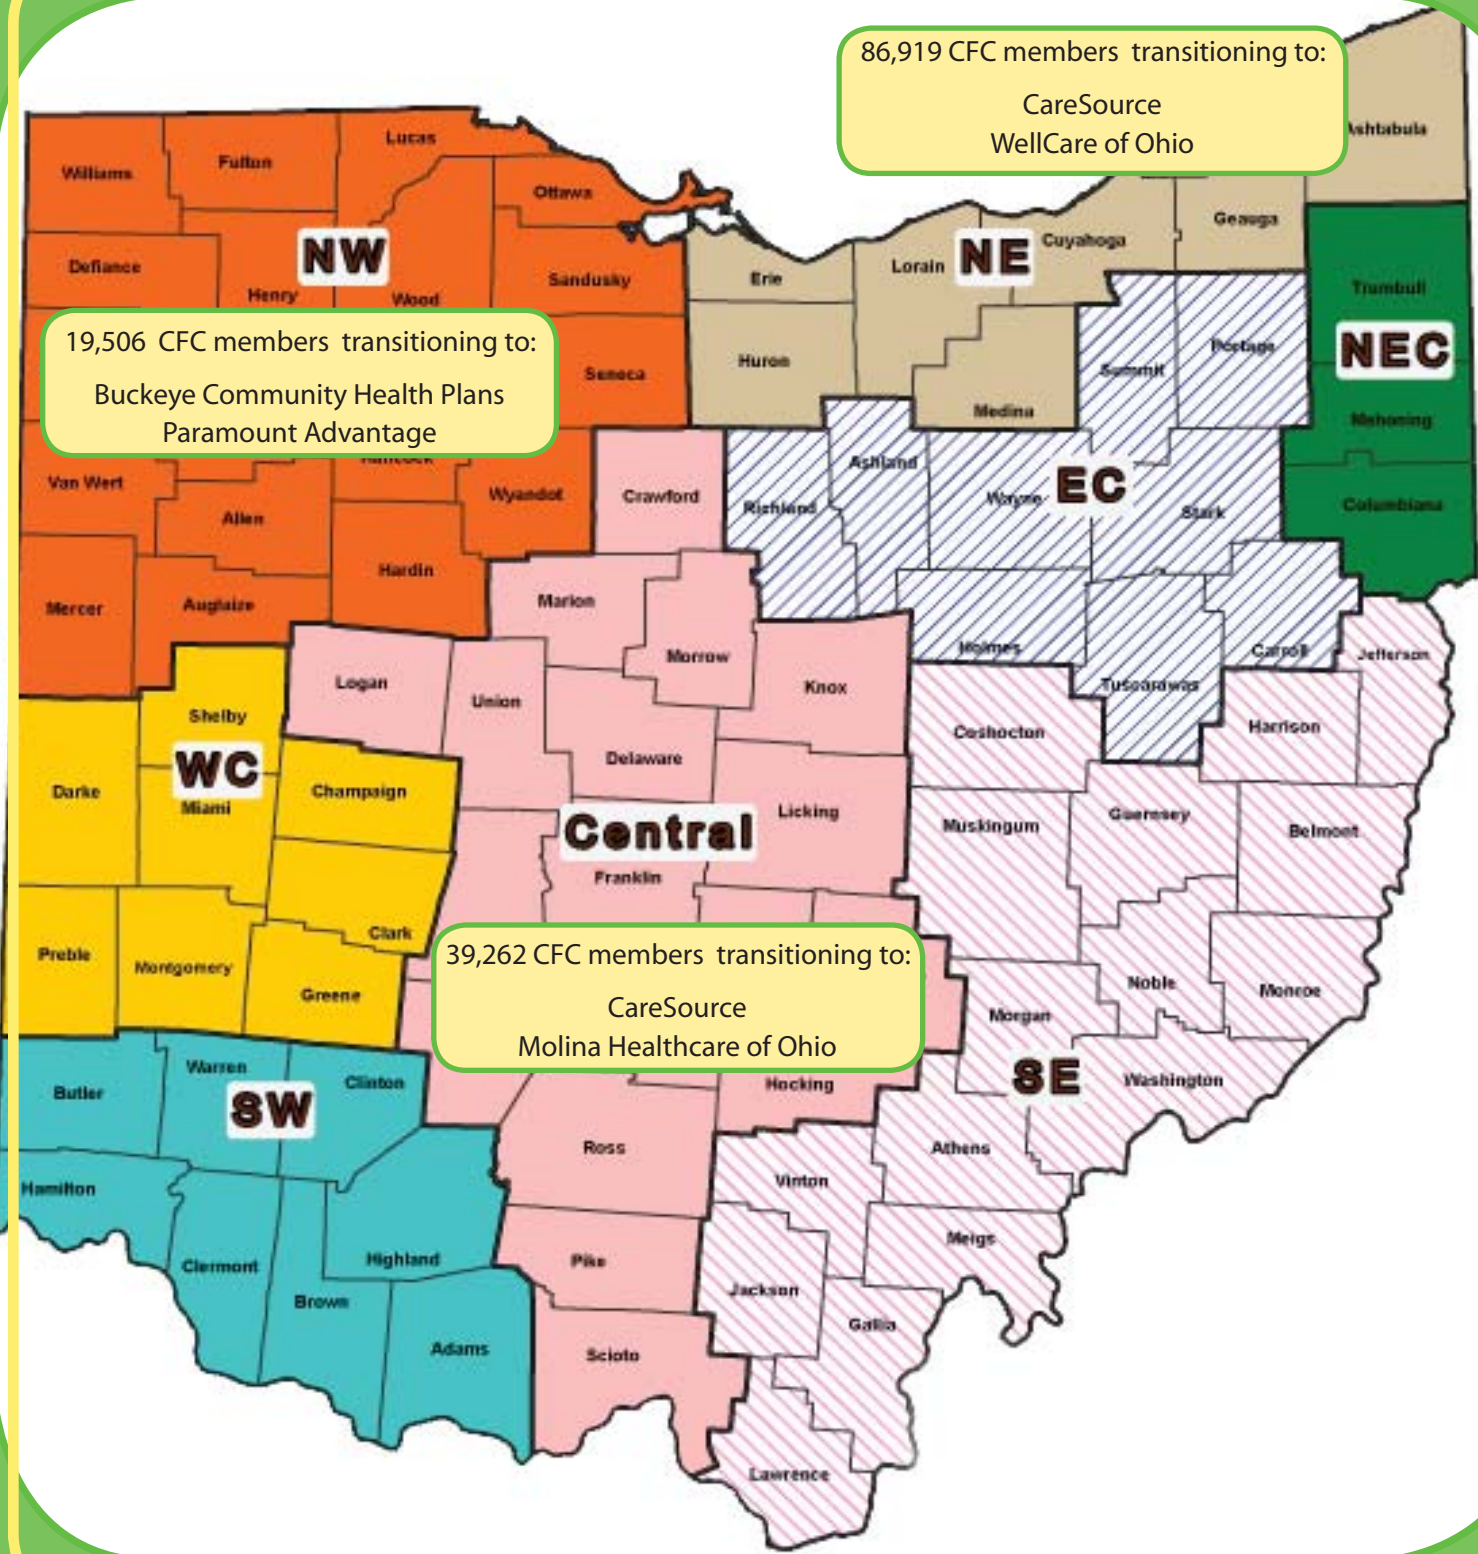 86,919 CFC members transitioning to:
CareSource
WellCare of Ohio
Ashtabula
Lucas
Fulton
Williams
Ottawa
Geauga
Cuyahoga
NW
NE
Lorain
Defiance
Erie
Sandusky
Henry
Wood
Trumbull
19,506 CFC members transitioning to:
Buckeye Community Health Plans
Paramount Advantage
NEC
Portage
Huron
Summit
Seneca
Medina
Mahoning
Hancock
Ashland
Van Wert
EC
Wyandot
Crawford
Wayne
Richland
Stark
Columbiana
Allen
Hardin
Marion
Mercer
Auglaize
Holmes
Carroll
Jefferson
Morrow
Logan
Knox
Tuscarawas
Union
Shelby
Harrison
Coshocton
Delaware
WC
Darke
Champaign
Miami
Licking
Guernsey
Muskingum
Belmont
Central
Franklin
Clark
Preble
Montgomery
Greene
39,262 CFC members transitioning to:
CareSource
Molina Healthcare of Ohio
Noble
Monroe
Morgan
SE
Washington
Warren
Clinton
Hocking
Butler
SW
Ross
Athens
Vinton
Hamilton
Meigs
Highland
Pike
Clermont
Jackson
Brown
Gallia
Adams
Scioto
Lawrence